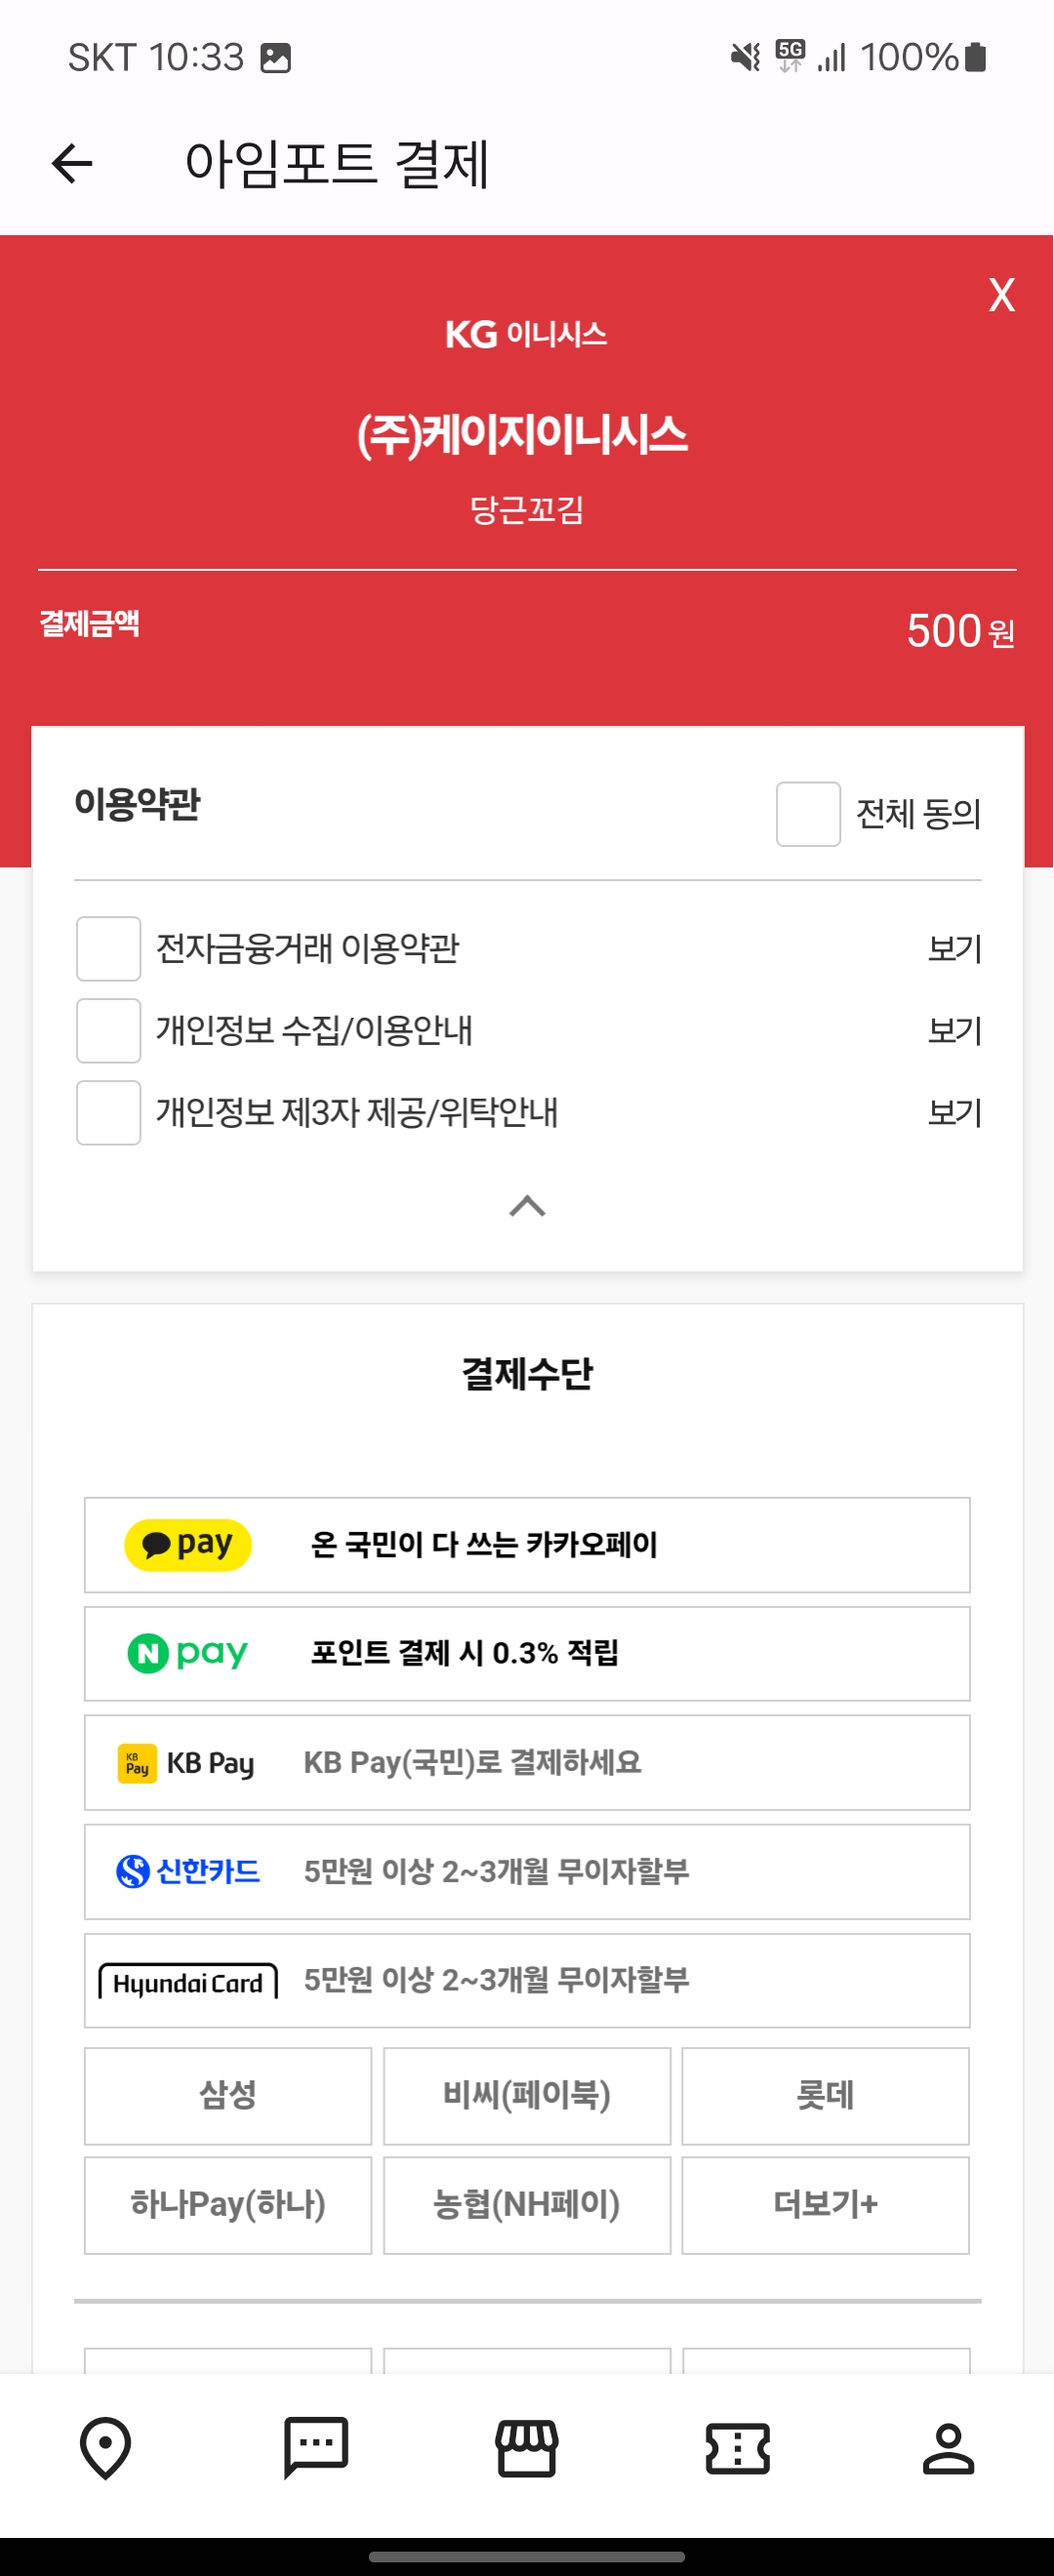 SKT 10:33 5G 100%
아임포트 결제
X
KG 이니시스
(주)케이지이니시스
당근꼬김
결제금액 500 원
이용약관 전체 동의
전자금융거래 이용약관 보기
개인정보 수집/이용안내 보기
개인정보 제3자 제공/위탁안내 보기
결제수단
pay 온 국민이 다 쓰는 카카오페이
N pay 포인트 결제 시 0.3% 적립
KB Pay KB Pay KB Pay(국민)로 결제하세요
신한카드 5만원 이상 2~3개월 무이자할부
Hyundai Card 5만원 이상 2~3개월 무이자할부
삼성 비씨(페이북) 롯데
하나Pay(하나) 농협(NH페이) 더보기+